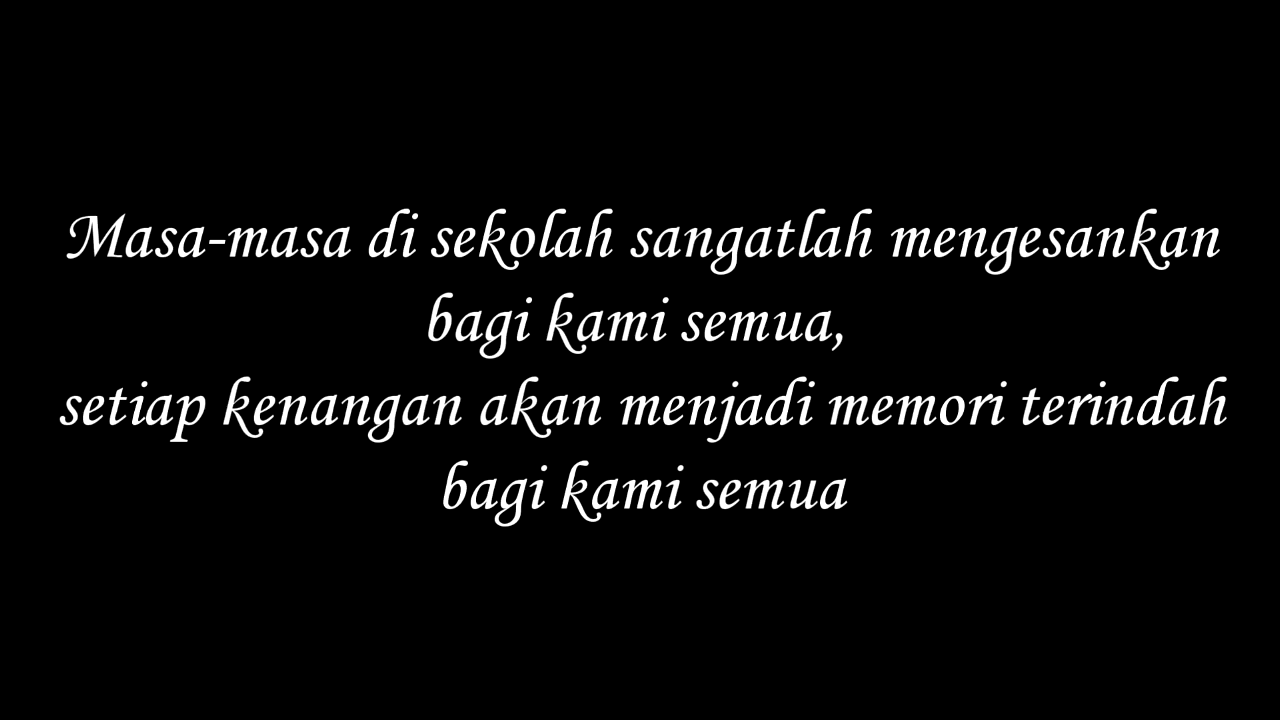 Masa-masa di sekolah sangatlah mengesankan
bagi kami semua,
setiap kenangan akan menjadi memori terindah
bagi kami semua